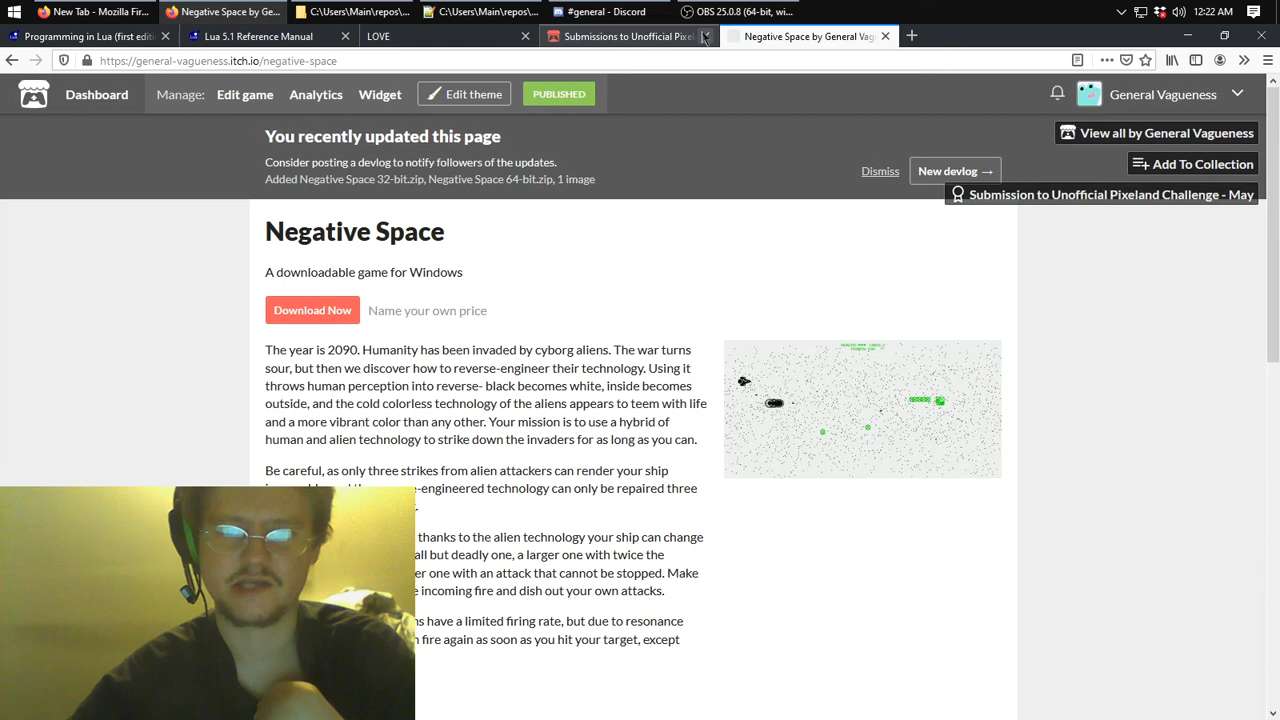 New Tab - Mozilla Fir...
Negative Space by Ge...
C:\Users\Main\repos\...
C:\Users\Main\repos\...
#general - Discord
OBS 25.0.8 (64-bit, wi...
12:22 AM
Programming in Lua (first editi
Lua 5.1 Reference Manual
LOVE
Submissions to Unofficial Pixel
Negative Space by General Vag
https://general-vagueness.itch.io/negative-space
Dashboard
Manage:
Edit game
Analytics
Widget
Edit theme
PUBLISHED
General Vagueness
You recently updated this page
Consider posting a devlog to notify followers of the updates.
Added Negative Space 32-bit.zip, Negative Space 64-bit.zip, 1 image
Dismiss
New devlog →
View all by General Vagueness
Add To Collection
Submission to Unofficial Pixeland Challenge - May
Negative Space
A downloadable game for Windows
Download Now
Name your own price
The year is 2090. Humanity has been invaded by cyborg aliens. The war turns
sour, but then we discover how to reverse-engineer their technology. Using it
throws human perception into reverse- black becomes white, inside becomes
outside, and the cold colorless technology of the aliens appears to teem with life
and a more vibrant color than any other. Your mission is to use a hybrid of
human and alien technology to strike down the invaders for as long as you can.
Be careful, as only three strikes from alien attackers can render your ship
-engineered technology can only be repaired three
thanks to the alien technology your ship can change
all but deadly one, a larger one with twice the
er one with an attack that cannot be stopped. Make
e incoming fire and dish out your own attacks.
ns have a limited firing rate, but due to resonance
n fire again as soon as you hit your target, except